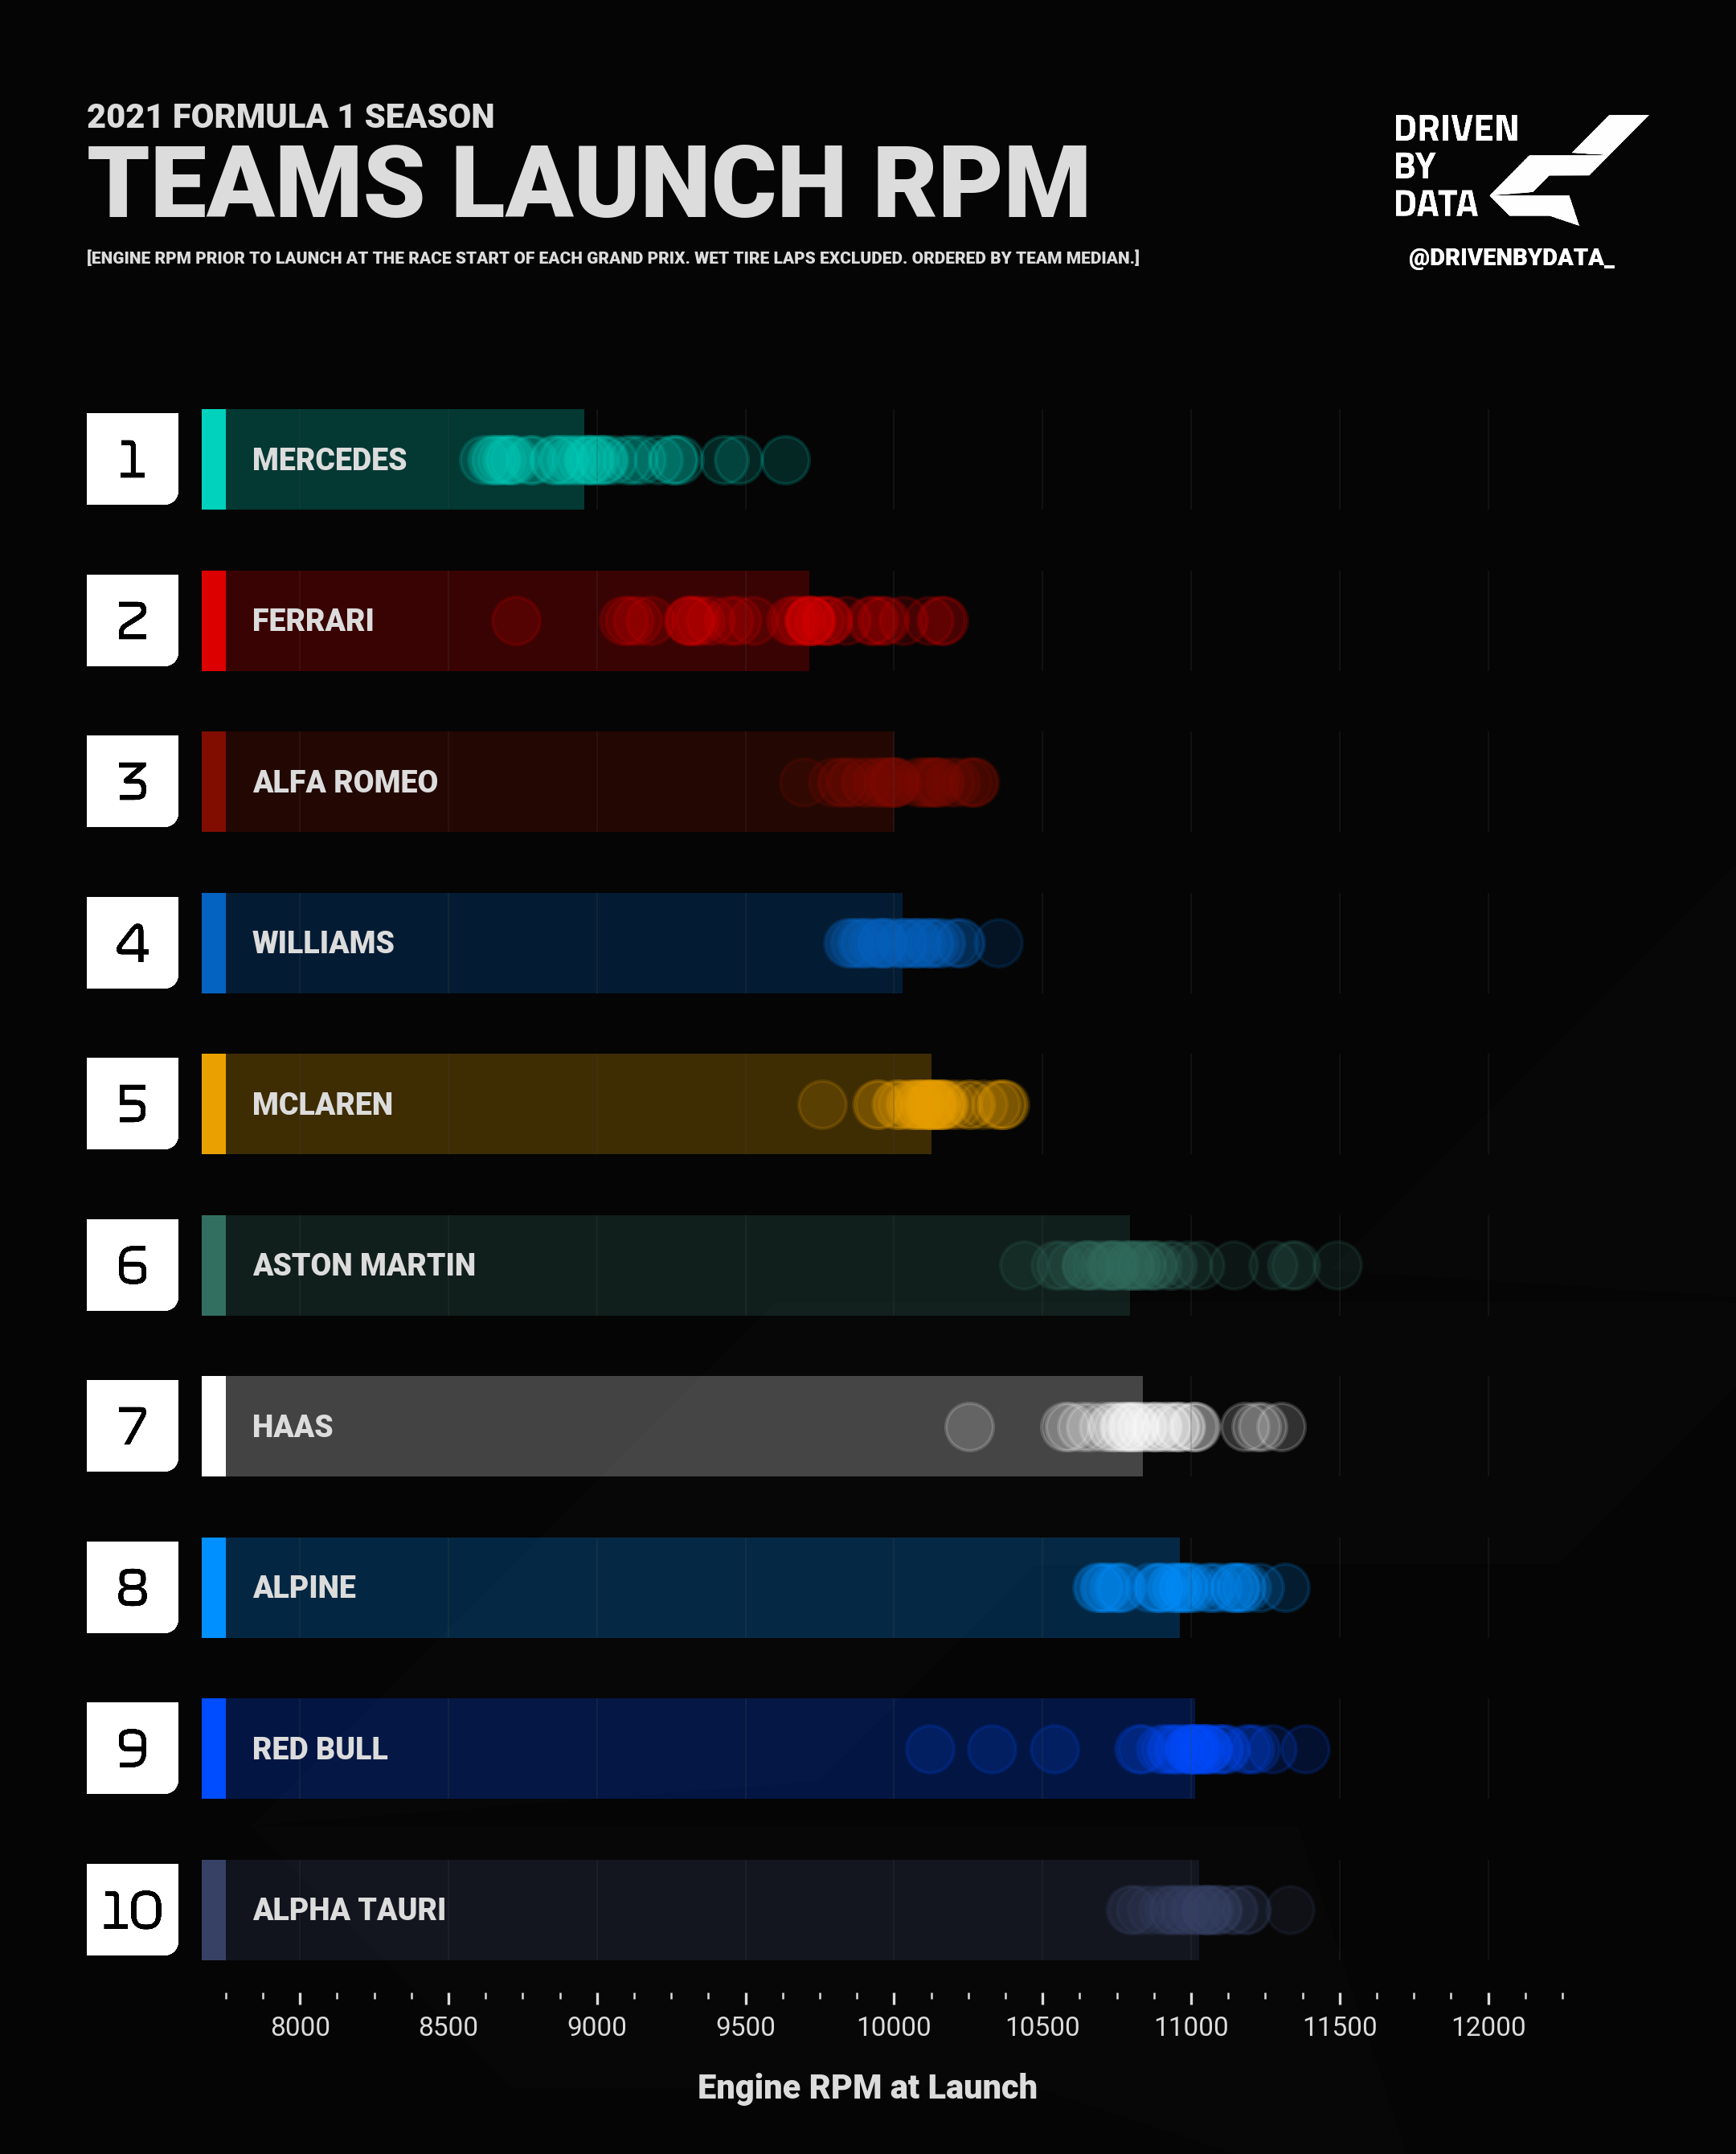 2021 FORMULA 1 SEASON
TEAMS LAUNCH RPM
[ENGINE RPM PRIOR TO LAUNCH AT THE RACE START OF EACH GRAND PRIX. WET TIRE LAPS EXCLUDED. ORDERED BY TEAM MEDIAN.]
DRIVEN
BY
DATA
@DRIVENBYDATA_
1 MERCEDES
2 FERRARI
3 ALFA ROMEO
4 WILLIAMS
5 MCLAREN
6 ASTON MARTIN
7 HAAS
8 ALPINE
9 RED BULL
10 ALPHA TAURI
8000 8500 9000 9500 10000 10500 11000 11500 12000
Engine RPM at Launch